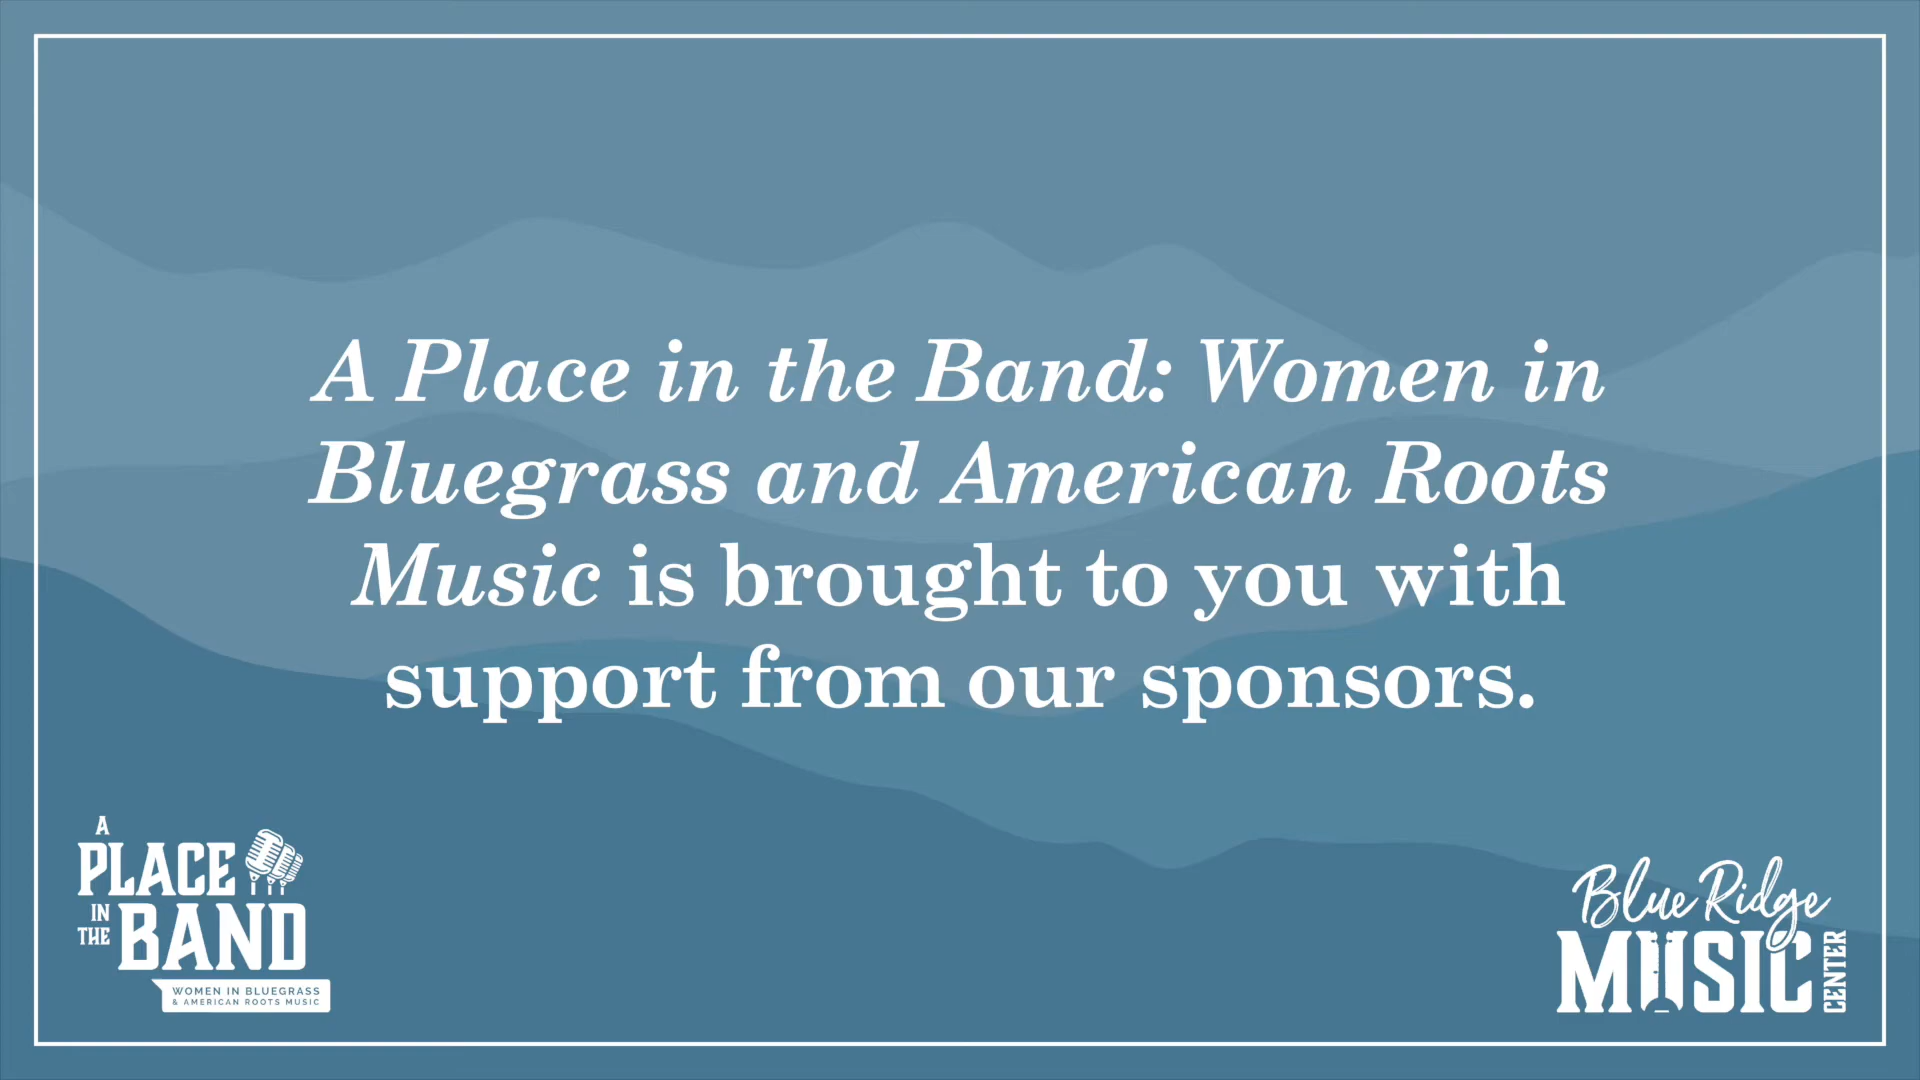 A Place in the Band: Women in
Bluegrass and American Roots
Music is brought to you with
support from our sponsors.
A
PLACE
IN
THE
BAND
WOMEN IN BLUEGRASS
& AMERICAN ROOTS MUSIC
Blue Ridge
MUSIC
CENTER